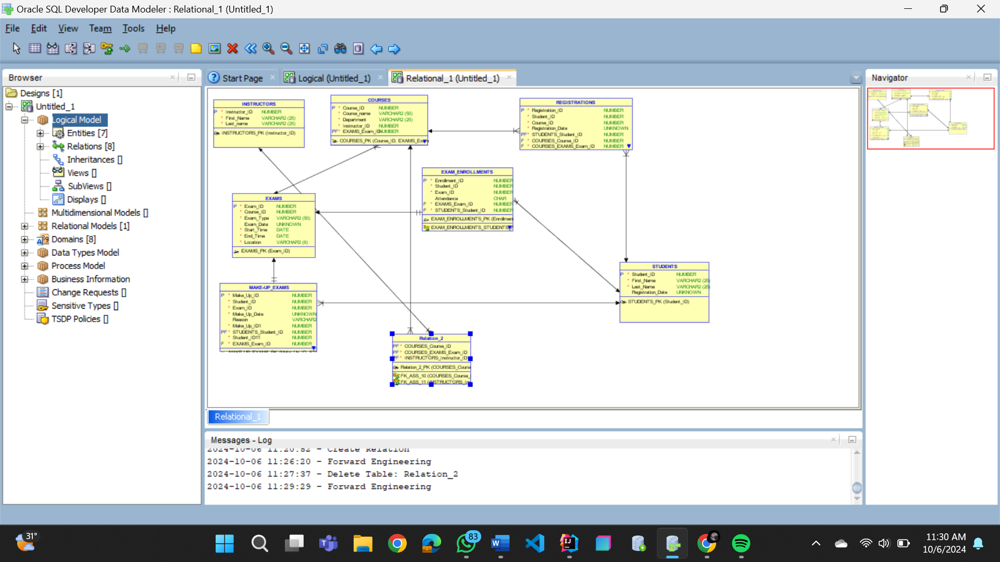 Oracle SQL Developer Data Modeler : Relational_1 (Untitled_1)
File Edit View Team Tools Help
Browser
Designs [1]
Untitled_1
Logical Model
Entities [7]
Relations [8]
Inheritances []
Views []
SubViews []
Displays []
Multidimensional Models []
Relational Models [1]
Domains [8]
Data Types Model
Process Model
Business Information
Change Requests []
Sensitive Types []
TSDP Policies []
Start Page
Logical (Untitled_1)
Relational_1 (Untitled_1)
INSTRUCTORS
P * Instructor_ID NUMBER
* First_Name VARCHAR2 (25)
* Last_name VARCHAR2 (25)
INSTRUCTORS_PK (Instructor_ID)
COURSES
P * Course_ID NUMBER
* Course_name VARCHAR2 (50)
* Department VARCHAR2 (25)
* Instructor_ID NUMBER
PF* EXAMS_Exam_ID NUMBER
COURSES_PK (Course_ID, EXAMS_Exam
REGISTRATIONS
P * Registration_ID NUMBER
* Student_ID NUMBER
* Course_ID NUMBER
* Registration_Date UNKNOWN
PF* STUDENTS_Student_ID NUMBER
F * COURSES_Course_ID NUMBER
F * COURSES_EXAMS_Exam_ID NUMBER
EXAM_ENROLLMENTS
P * Enrollment_ID NUMBER
* Student_ID NUMBER
* Exam_ID NUMBER
Attendance CHAR
F * EXAMS_Exam_ID NUMBER
F * STUDENTS_Student_ID NUMBER
EXAM_ENROLLMENTS_PK (Enrollment
EXAM_ENROLLMENTS_STUDENTS
EXAMS
P * Exam_ID NUMBER
* Course_ID NUMBER
* Exam_Type VARCHAR2 (50)
Exam_Date UNKNOWN
* Start_Time DATE
* End_Time DATE
* Location VARCHAR2 (6)
EXAMS_PK (Exam_ID)
STUDENTS
P * Student_ID NUMBER
* First_Name VARCHAR2 (25)
* Last_Name VARCHAR2 (25)
Registration_Date UNKNOWN
STUDENTS_PK (Student_ID)
MAKE-UP_EXAMS
P * Make_Up_ID NUMBER
* Student_ID NUMBER
* Exam_ID NUMBER
* Make_Up_Date UNKNOWN
Reason VARCHAR2
* Make_Up_ID1 NUMBER
PF* STUDENTS_Student_ID NUMBER
* Student_ID11 NUMBER
F * EXAMS_Exam_ID NUMBER
Relation_2
PF* COURSES_Course_ID
PF* COURSES_EXAMS_Exam_ID
PF* INSTRUCTORS_Instructor_ID
Relation_2_PK (COURSES_Course
FK_ASS_10 (COURSES_Course_
FK_ASS_11 (INSTRUCTORS_In
Relational_1
Navigator
Messages - Log
2024-10-06 11:20:52 - Create Relation
2024-10-06 11:26:20 - Forward Engineering
2024-10-06 11:27:37 - Delete Table: Relation_2
2024-10-06 11:29:29 - Forward Engineering
31°
83
11:30 AM
10/6/2024